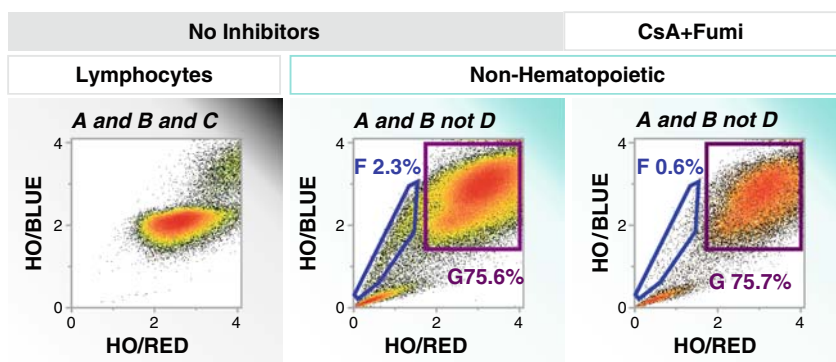 No Inhibitors
CsA+Fumi
Lymphocytes
Non-Hematopoietic
A and B and C
A and B not D
A and B not D
4
2
0
HO/BLUE
0
2
4
HO/RED
4
2
0
HO/BLUE
F 2.3%
G75.6%
0
2
4
HO/RED
4
2
0
HO/BLUE
F 0.6%
G 75.7%
0
2
4
HO/RED